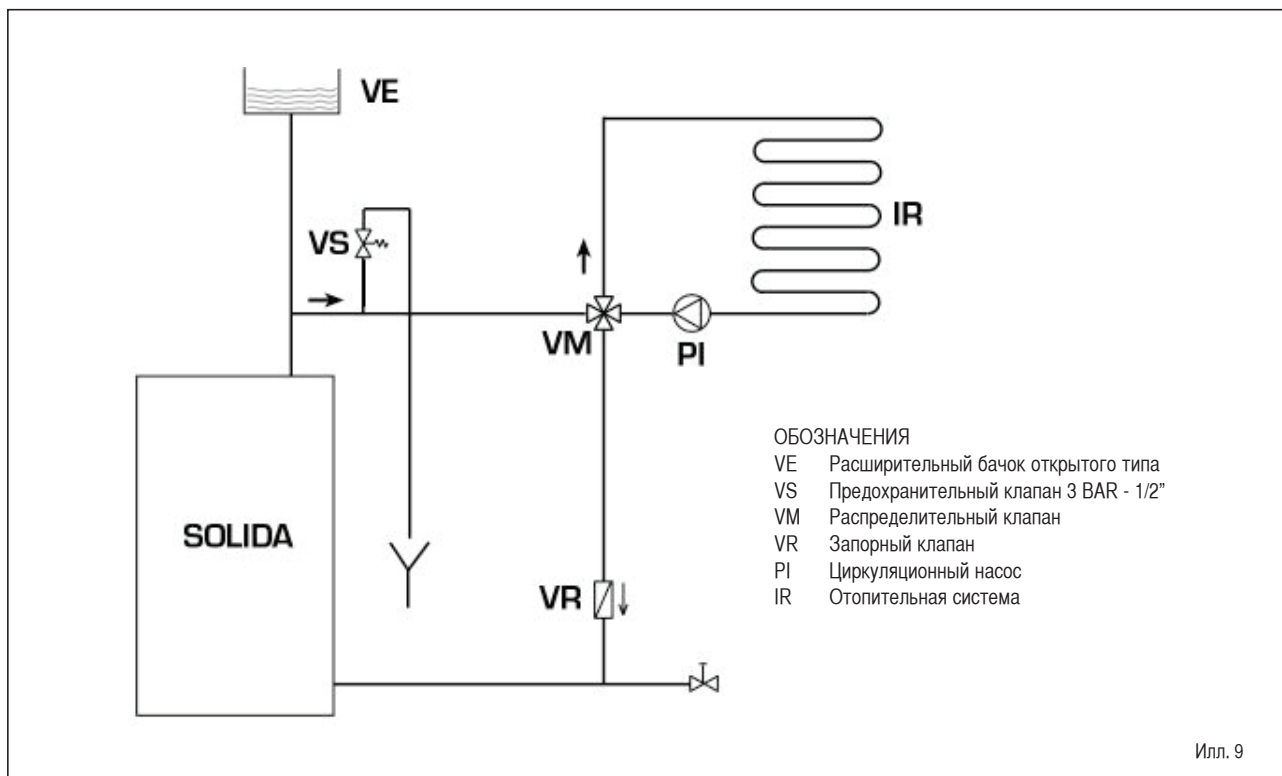 VE
VS
IR
VM
PI
SOLIDA
VR
ОБОЗНАЧЕНИЯ
VE Расширительный бачок открытого типа
VS Предохранительный клапан 3 BAR - 1/2”
VM Распределительный клапан
VR Запорный клапан
PI Циркуляционный насос
IR Отопительная система
Илл. 9